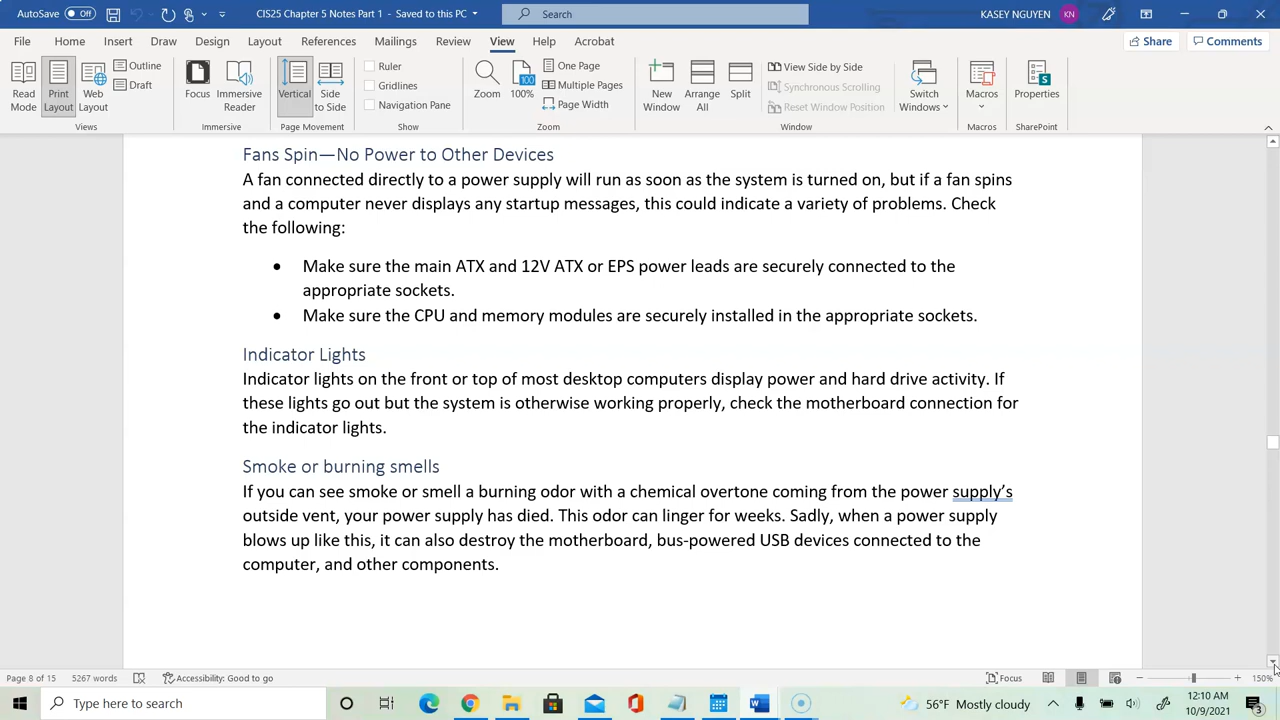 AutoSave Off CIS25 Chapter 5 Part 1 - Saved to this PC Search KASEY NGUYEN KN
File Home Insert Draw Design Layout References Mailings Review View Help Acrobat Share Comments
Read Mode Print Layout Web Layout Outline Draft Focus Immersive Reader Vertical Side to Side Ruler Gridlines Navigation Pane Zoom 100 100% One Page Multiple Pages Page Width New Window Arrange All Split View Side by Side Synchronous Scrolling Reset Window Position Switch Windows Macros Properties
Views Immersive Page Movement Show Zoom Window Macros SharePoint
Fans Spin—No Power to Other Devices
A fan connected directly to a power supply will run as soon as the system is turned on, but if a fan spins
and a computer never displays any startup messages, this could indicate a variety of problems. Check
the following:
• Make sure the main ATX and 12V ATX or EPS power leads are securely connected to the
appropriate sockets.
• Make sure the CPU and memory modules are securely installed in the appropriate sockets.
Indicator Lights
Indicator lights on the front or top of most desktop computers display power and hard drive activity. If
these lights go out but the system is otherwise working properly, check the motherboard connection for
the indicator lights.
Smoke or burning smells
If you can see smoke or smell a burning odor with a chemical overtone coming from the power supply’s
outside vent, your power supply has died. This odor can linger for weeks. Sadly, when a power supply
blows up like this, it can also destroy the motherboard, bus-powered USB devices connected to the
computer, and other components.
Page 8 of 15 5267 words Accessibility: Good to go Focus 150%
Type here to search 56°F Mostly cloudy 12:10 AM
10/9/2021 3